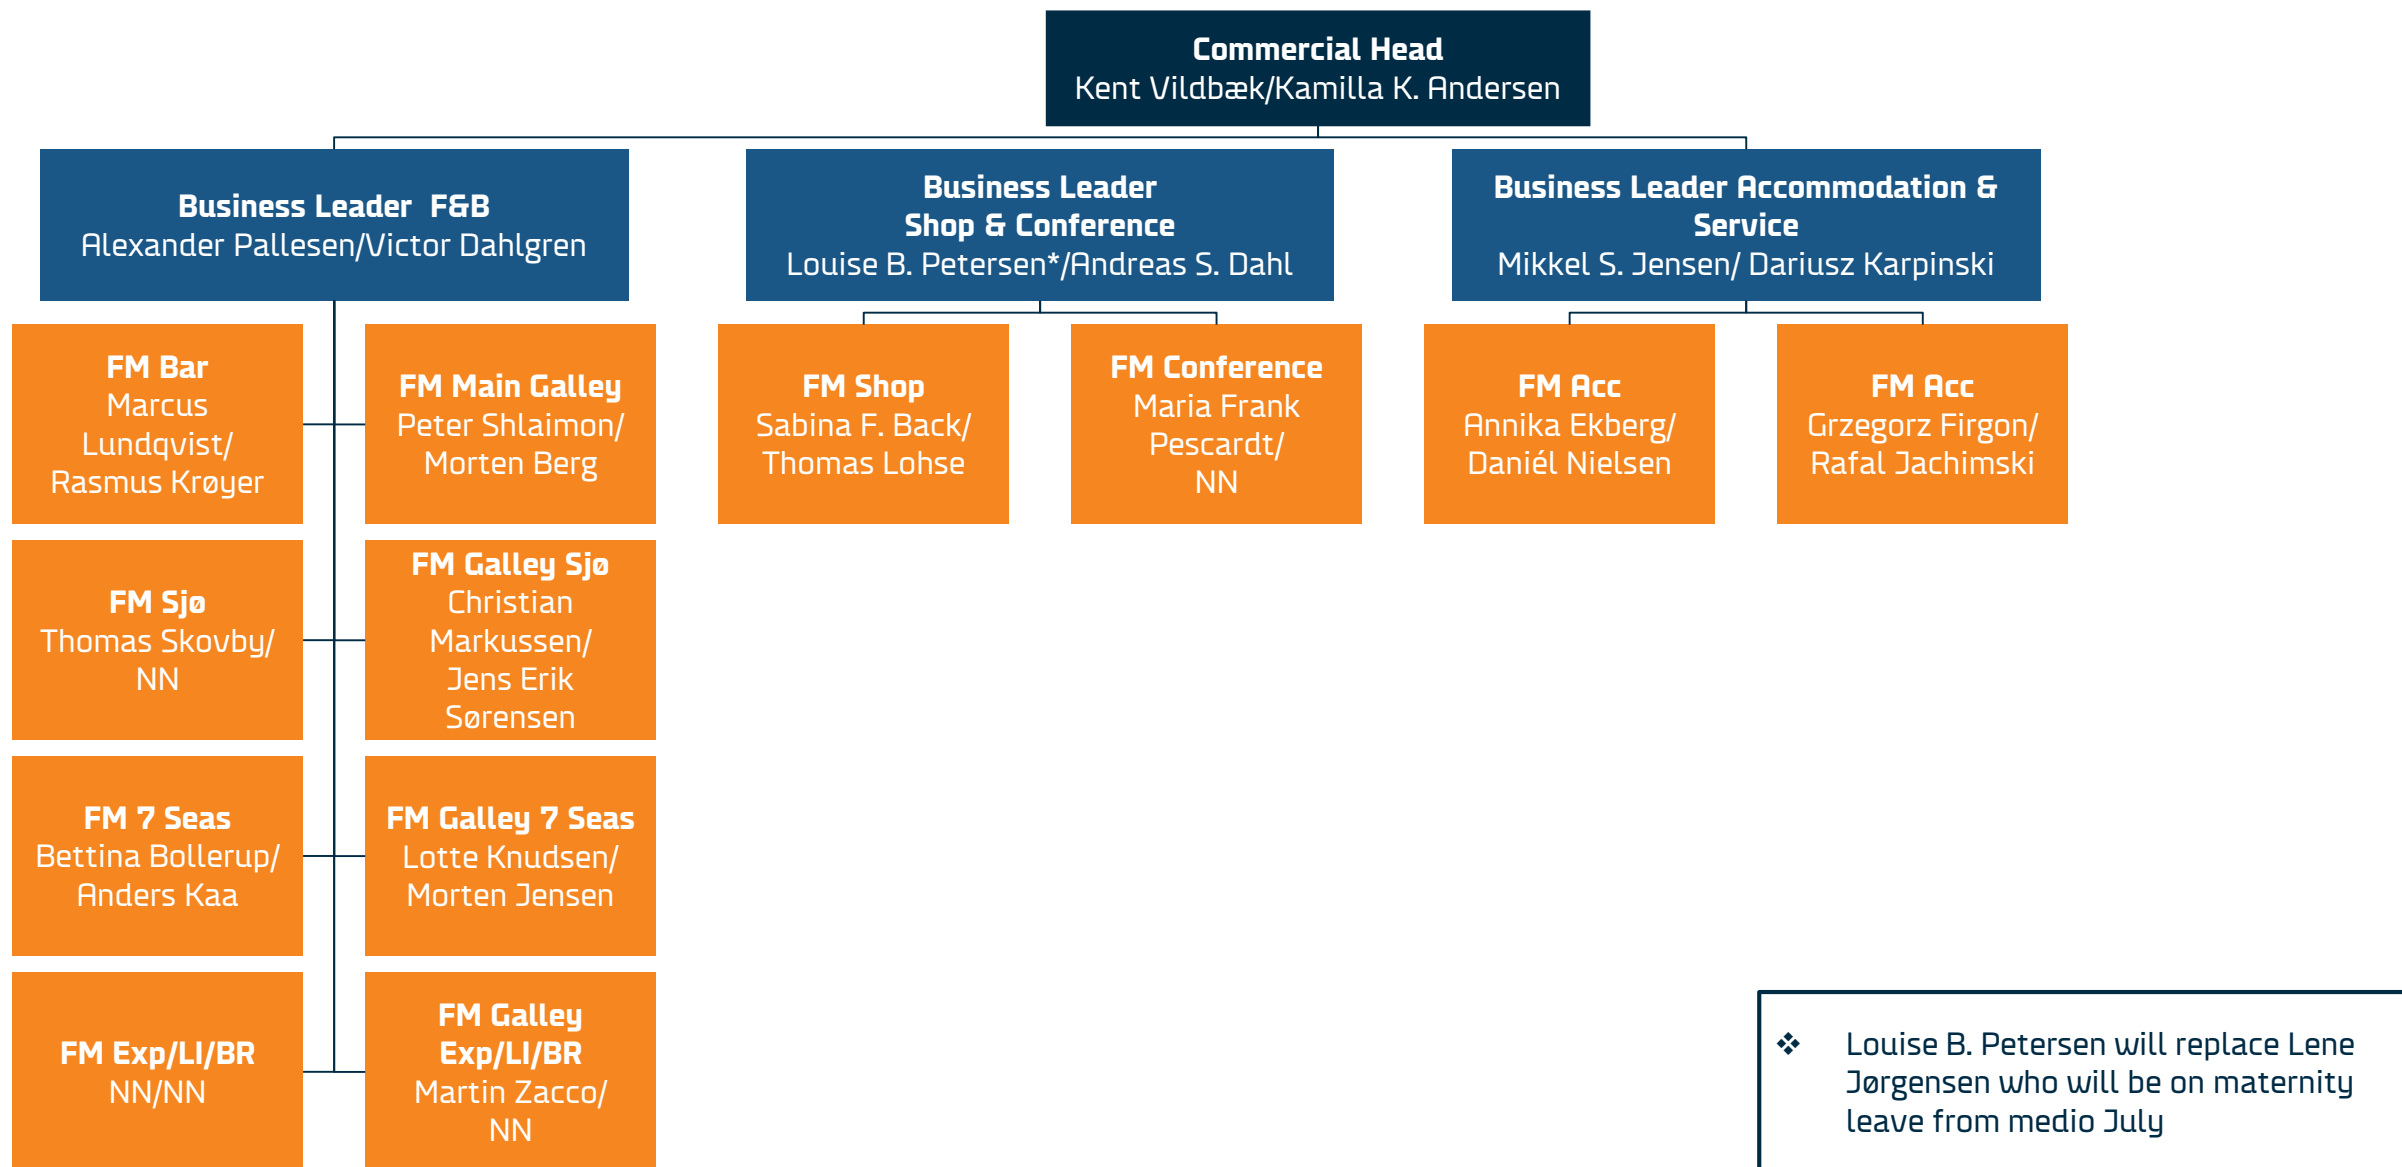 Commercial Head
Kent Vildbæk/Kamilla K. Andersen
Business Leader F&B
Alexander Pallesen/Victor Dahlgren
Business Leader
Shop & Conference
Louise B. Petersen*/Andreas S. Dahl
Business Leader Accommodation &
Service
Mikkel S. Jensen/ Dariusz Karpinski
FM Bar
Marcus
Lundqvist/
Rasmus Krøyer
FM Main Galley
Peter Shlaimon/
Morten Berg
FM Shop
Sabina F. Back/
Thomas Lohse
FM Conference
Maria Frank
Pescardt/
NN
FM Acc
Annika Ekberg/
Daniél Nielsen
FM Acc
Grzegorz Firgon/
Rafal Jachimski
FM Sjø
Thomas Skovby/
NN
FM Galley Sjø
Christian
Markussen/
Jens Erik
Sørensen
FM 7 Seas
Bettina Bollerup/
Anders Kaa
FM Galley 7 Seas
Lotte Knudsen/
Morten Jensen
FM Exp/LI/BR
NN/NN
FM Galley
Exp/LI/BR
Martin Zacco/
NN
❖ Louise B. Petersen will replace Lene
Jørgensen who will be on maternity
leave from medio July